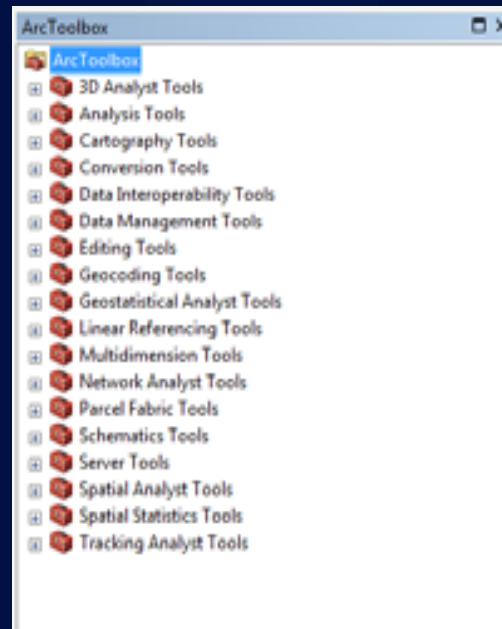 ArcToolbox
ArcToolbox
3D Analyst Tools
Analysis Tools
Cartography Tools
Conversion Tools
Data Interoperability Tools
Data Management Tools
Editing Tools
Geocoding Tools
Geostatistical Analyst Tools
Linear Referencing Tools
Multidimension Tools
Network Analyst Tools
Parcel Fabric Tools
Schematics Tools
Server Tools
Spatial Analyst Tools
Spatial Statistics Tools
Tracking Analyst Tools